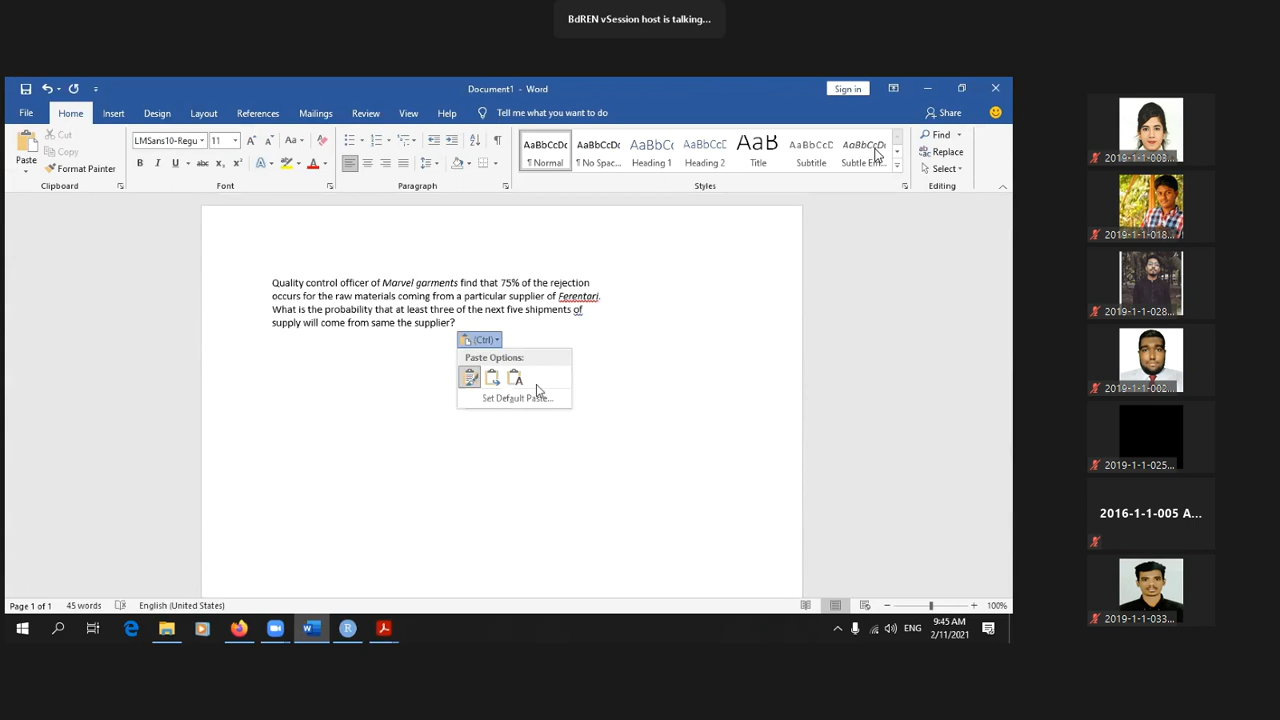 BdREN vSession host is talking...
Document1 - Word
Sign in
File Home Insert Design Layout References Mailings Review View Help Tell me what you want to do Share
Paste
Cut
Copy
Format Painter
Clipboard
LMSans10-Regu 11
Font
Paragraph
AaBbCcDc AaBbCcDc AaBbCc AaBbCcC AaB AaBbCcC AaBbCcDc
¶ Normal ¶ No Spac... Heading 1 Heading 2 Title Subtitle Subtle Em...
Styles
Find
Replace
Select
Editing
Quality control officer of Marvel garments find that 75% of the rejection
occurs for the raw materials coming from a particular supplier of Ferentori.
What is the probability that at least three of the next five shipments of
supply will come from same the supplier?
(Ctrl)
Paste Options:
Set Default Paste...
Page 1 of 1 45 words English (United States) 100%
ENG
9:45 AM
2/11/2021
2019-1-1-003...
2019-1-1-018...
2019-1-1-028...
2019-1-1-002...
2019-1-1-025...
2016-1-1-005 A...
2019-1-1-033...